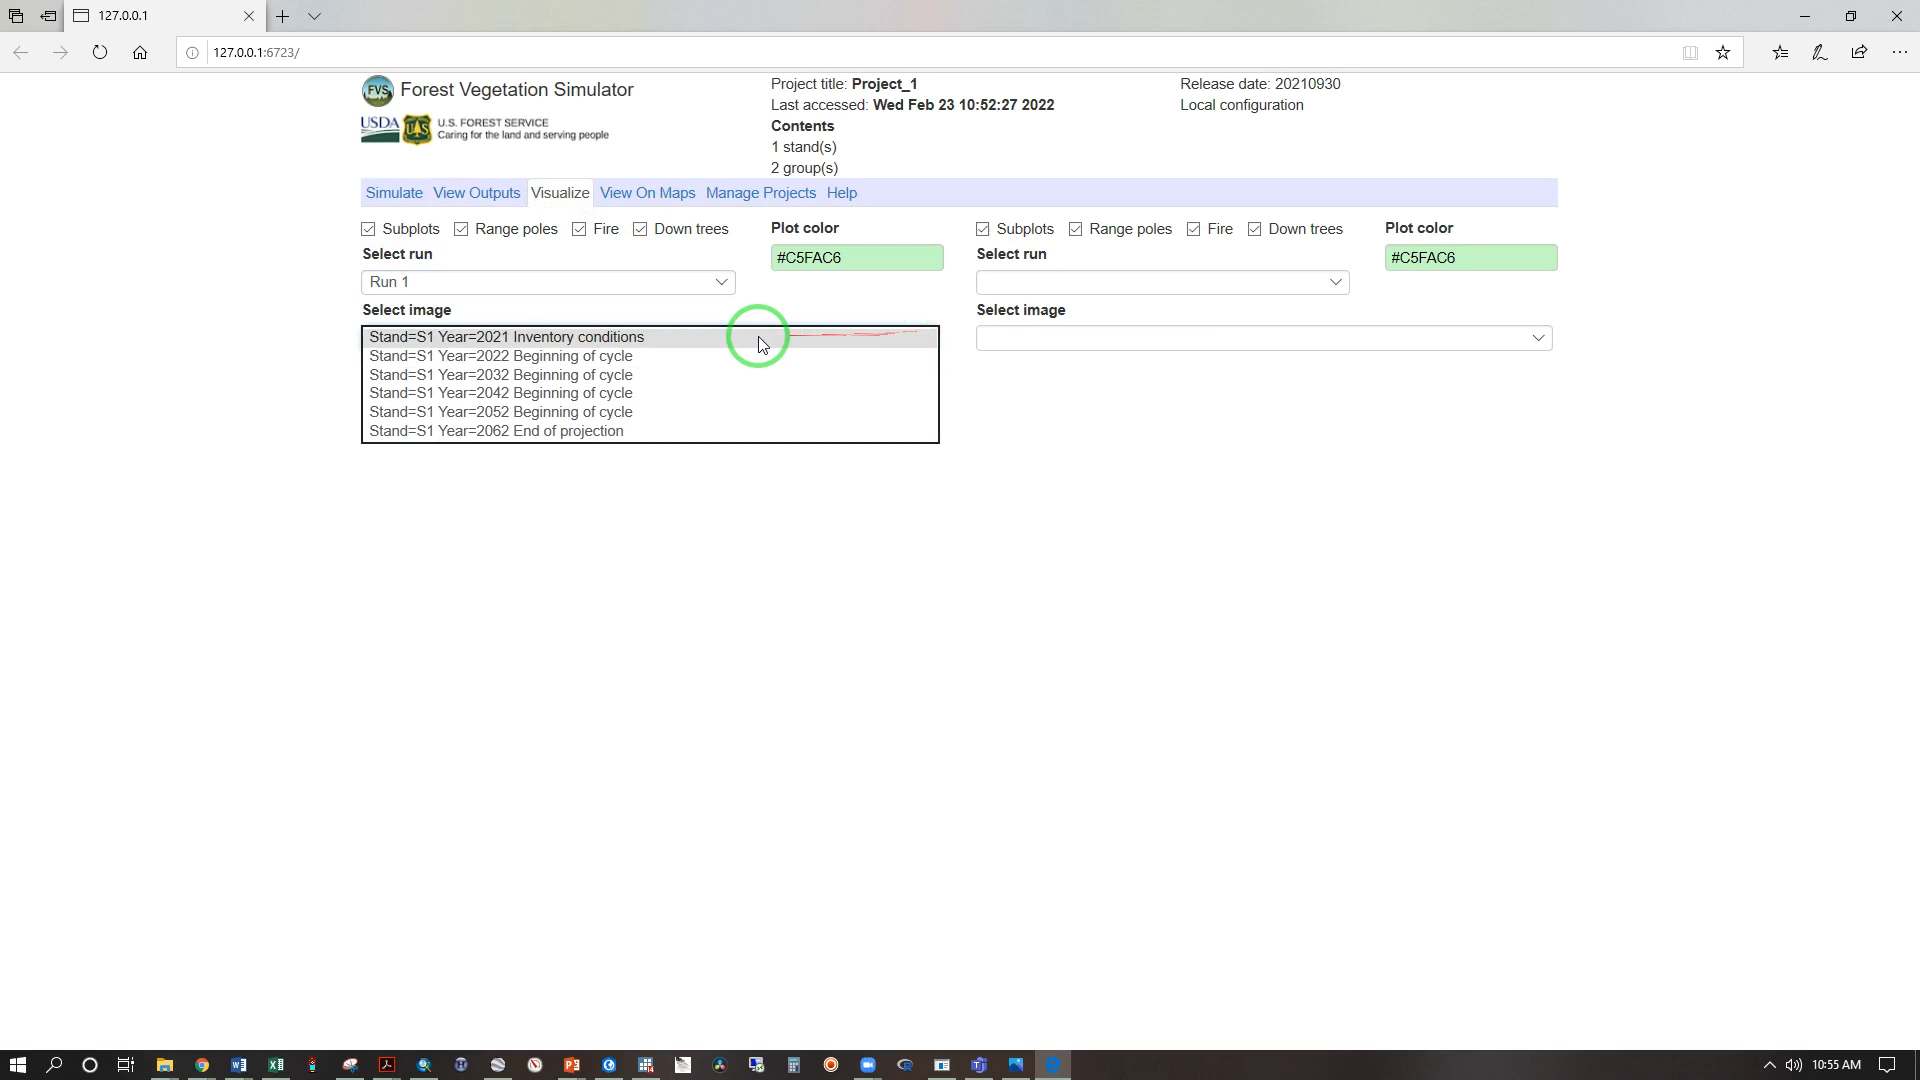 127.0.0.1
127.0.0.1:6723/
FVS Forest Vegetation Simulator
USDA UAS U.S. FOREST SERVICE
Caring for the land and serving people
Project title: Project_1
Last accessed: Wed Feb 23 10:52:27 2022
Contents
1 stand(s)
2 group(s)
Release date: 20210930
Local configuration
Simulate View Outputs Visualize View On Maps Manage Projects Help
Subplots Range poles Fire Down trees Plot color
Select run #C5FAC6
Run 1
Select image
Stand=S1 Year=2021 Inventory conditions
Stand=S1 Year=2022 Beginning of cycle
Stand=S1 Year=2032 Beginning of cycle
Stand=S1 Year=2042 Beginning of cycle
Stand=S1 Year=2052 Beginning of cycle
Stand=S1 Year=2062 End of projection
Subplots Range poles Fire Down trees Plot color
Select run #C5FAC6
Select image
10:55 AM